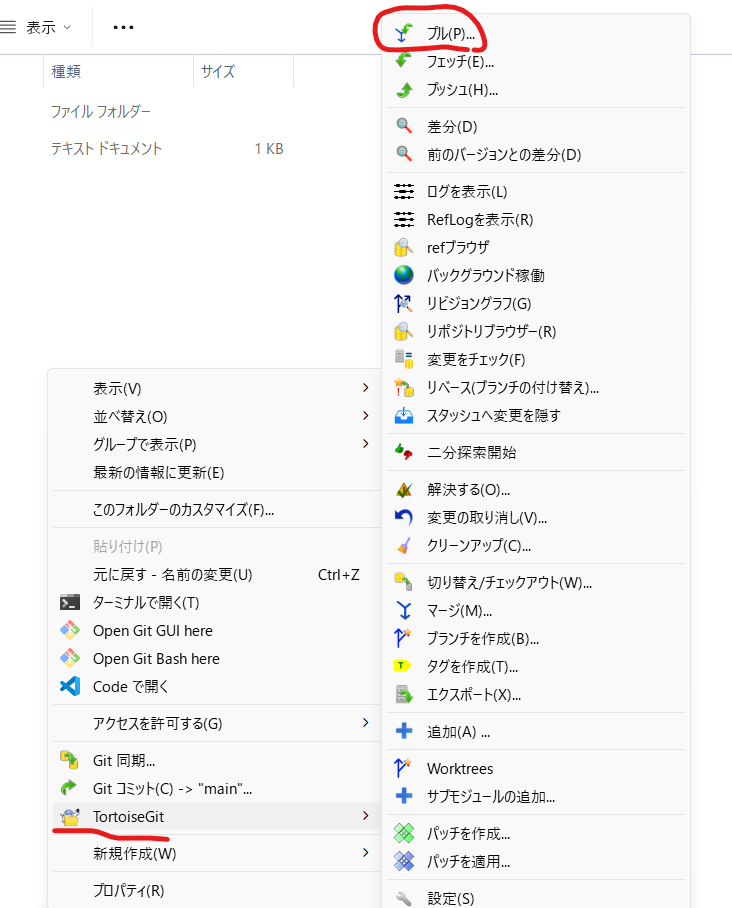 表示
•••
種類
サイズ
ファイル フォルダー
テキスト ドキュメント 1 KB
表示(V)
並べ替え(O)
グループで表示(P)
最新の情報に更新(E)
このフォルダーのカスタマイズ(F)...
貼り付け(P)
元に戻す - 名前の変更(U) Ctrl+Z
ターミナルで開く(T)
Open Git GUI here
Open Git Bash here
Code で開く
アクセスを許可する(G)
Git 同期...
Git コミット(C) -> "main"...
TortoiseGit
新規作成(W)
プロパティ(R)
プル(P)...
フェッチ(E)...
プッシュ(H)...
差分(D)
前のバージョンとの差分(D)
ログを表示(L)
RefLogを表示(R)
refブラウザ
バックグラウンド稼働
リビジョングラフ(G)
リポジトリブラウザー(R)
変更をチェック(F)
リベース(ブランチの付け替え)...
スタッシュへ変更を隠す
二分探索開始
解決する(O)...
変更の取り消し(V)...
クリーンアップ(C)...
切り替え/チェックアウト(W)...
マージ(M)...
ブランチを作成(B)...
タグを作成(T)...
エクスポート(X)...
追加(A) ...
Worktrees
サブモジュールの追加...
パッチを作成...
パッチを適用...
設定(S)